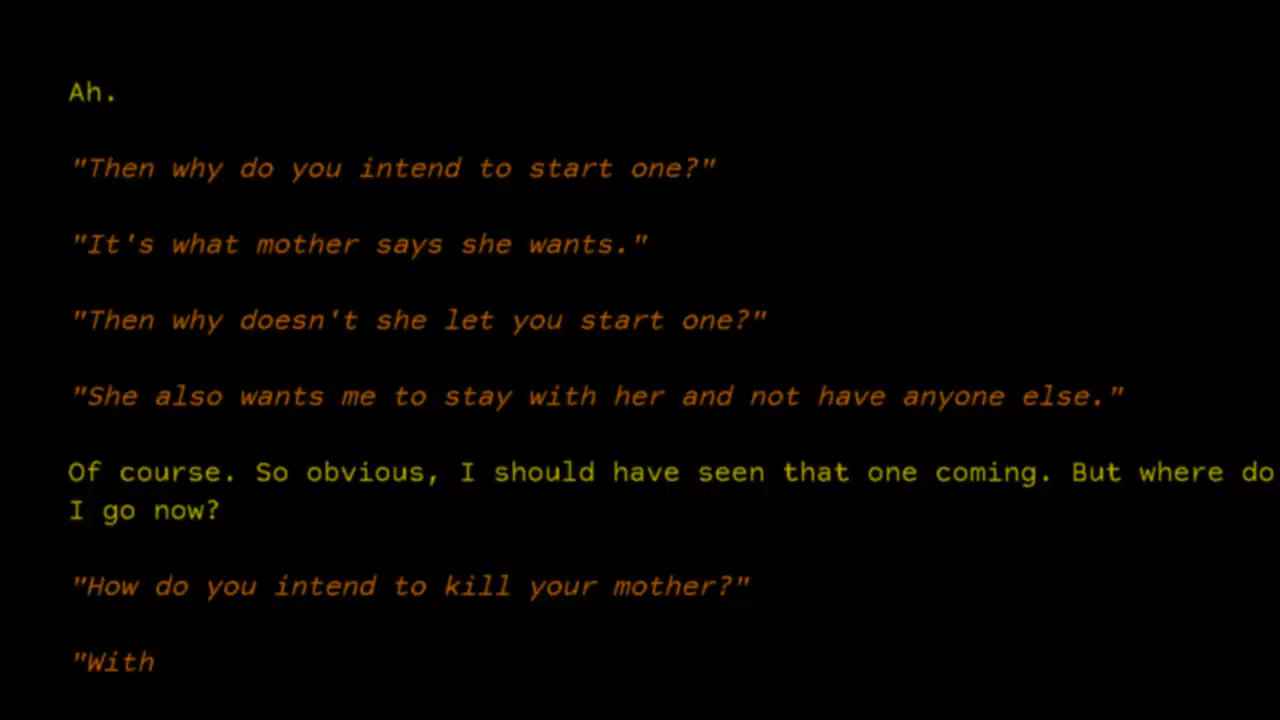 Ah.
"Then why do you intend to start one?"
"It's what mother says she wants."
"Then why doesn't she let you start one?"
"She also wants me to stay with her and not have anyone else."
Of course. So obvious, I should have seen that one coming. But where do
I go now?
"How do you intend to kill your mother?"
"With